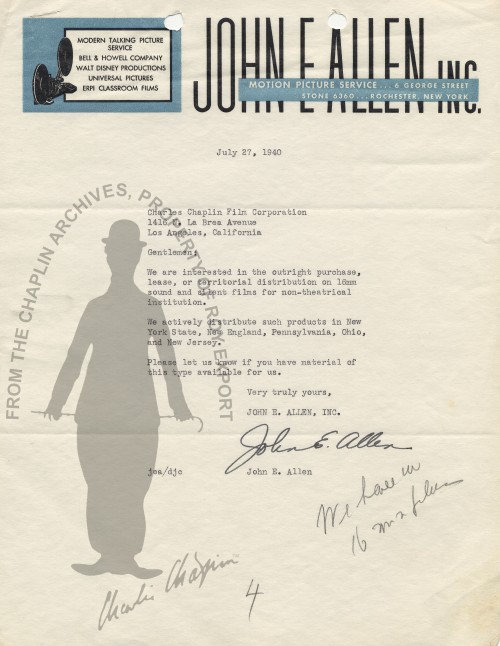 MODERN TALKING PICTURE
SERVICE
BELL & HOWELL COMPANY
WALT DISNEY PRODUCTIONS
UNIVERSAL PICTURES
ERPI CLASSROOM FILMS
JOHN E ALLEN INC.
MOTION PICTURE SERVICE... 6 GEORGE STREET
STONE 6360... ROCHESTER, NEW YORK
July 27, 1940
Charles Chaplin Film Corporation
1416 N. La Brea Avenue
Los Angeles, California
Gentlemen:
We are interested in the outright purchase,
lease, or territorial distribution on 16mm
sound and silent films for non-theatrical
institution.
We actively distribute such products in New
York State, New England, Pennsylvania, Ohio,
and New Jersey.
Please let us know if you have material of
this type available for us.
Very truly yours,
JOHN E. ALLEN, INC.
John E. Allen
jea/djc
John E. Allen
We have no
16 mm films
4
FROM THE CHAPLIN ARCHIVES, PROPERTY OF ROY EXPORT
Charlie Chaplin™